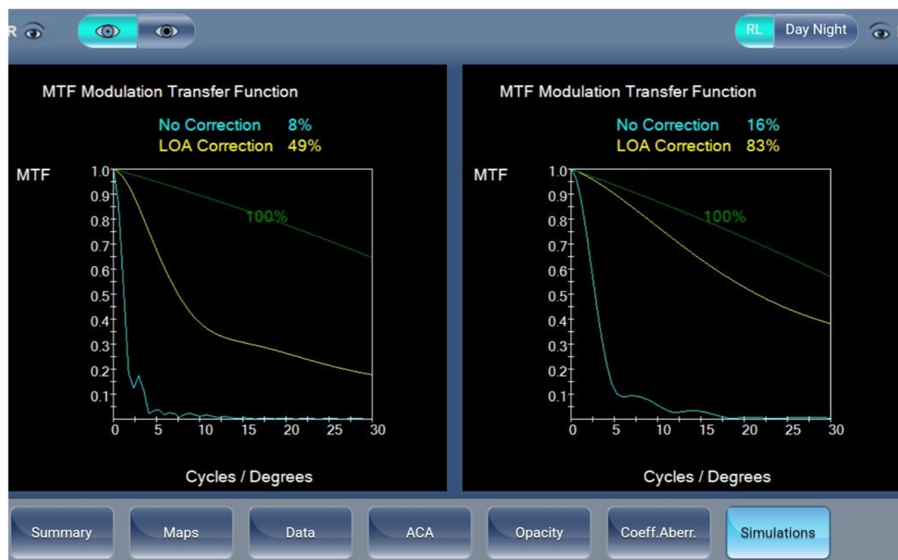 R
RL Day Night
MTF Modulation Transfer Function
No Correction 8%
LOA Correction 49%
MTF
1.0
0.9
0.8
0.7
0.6
0.5
0.4
0.3
0.2
0.1
100%
0 5 10 15 20 25 30
Cycles / Degrees
MTF Modulation Transfer Function
No Correction 16%
LOA Correction 83%
MTF
1.0
0.9
0.8
0.7
0.6
0.5
0.4
0.3
0.2
0.1
100%
0 5 10 15 20 25 30
Cycles / Degrees
Summary Maps Data ACA Opacity Coeff.Aberr. Simulations